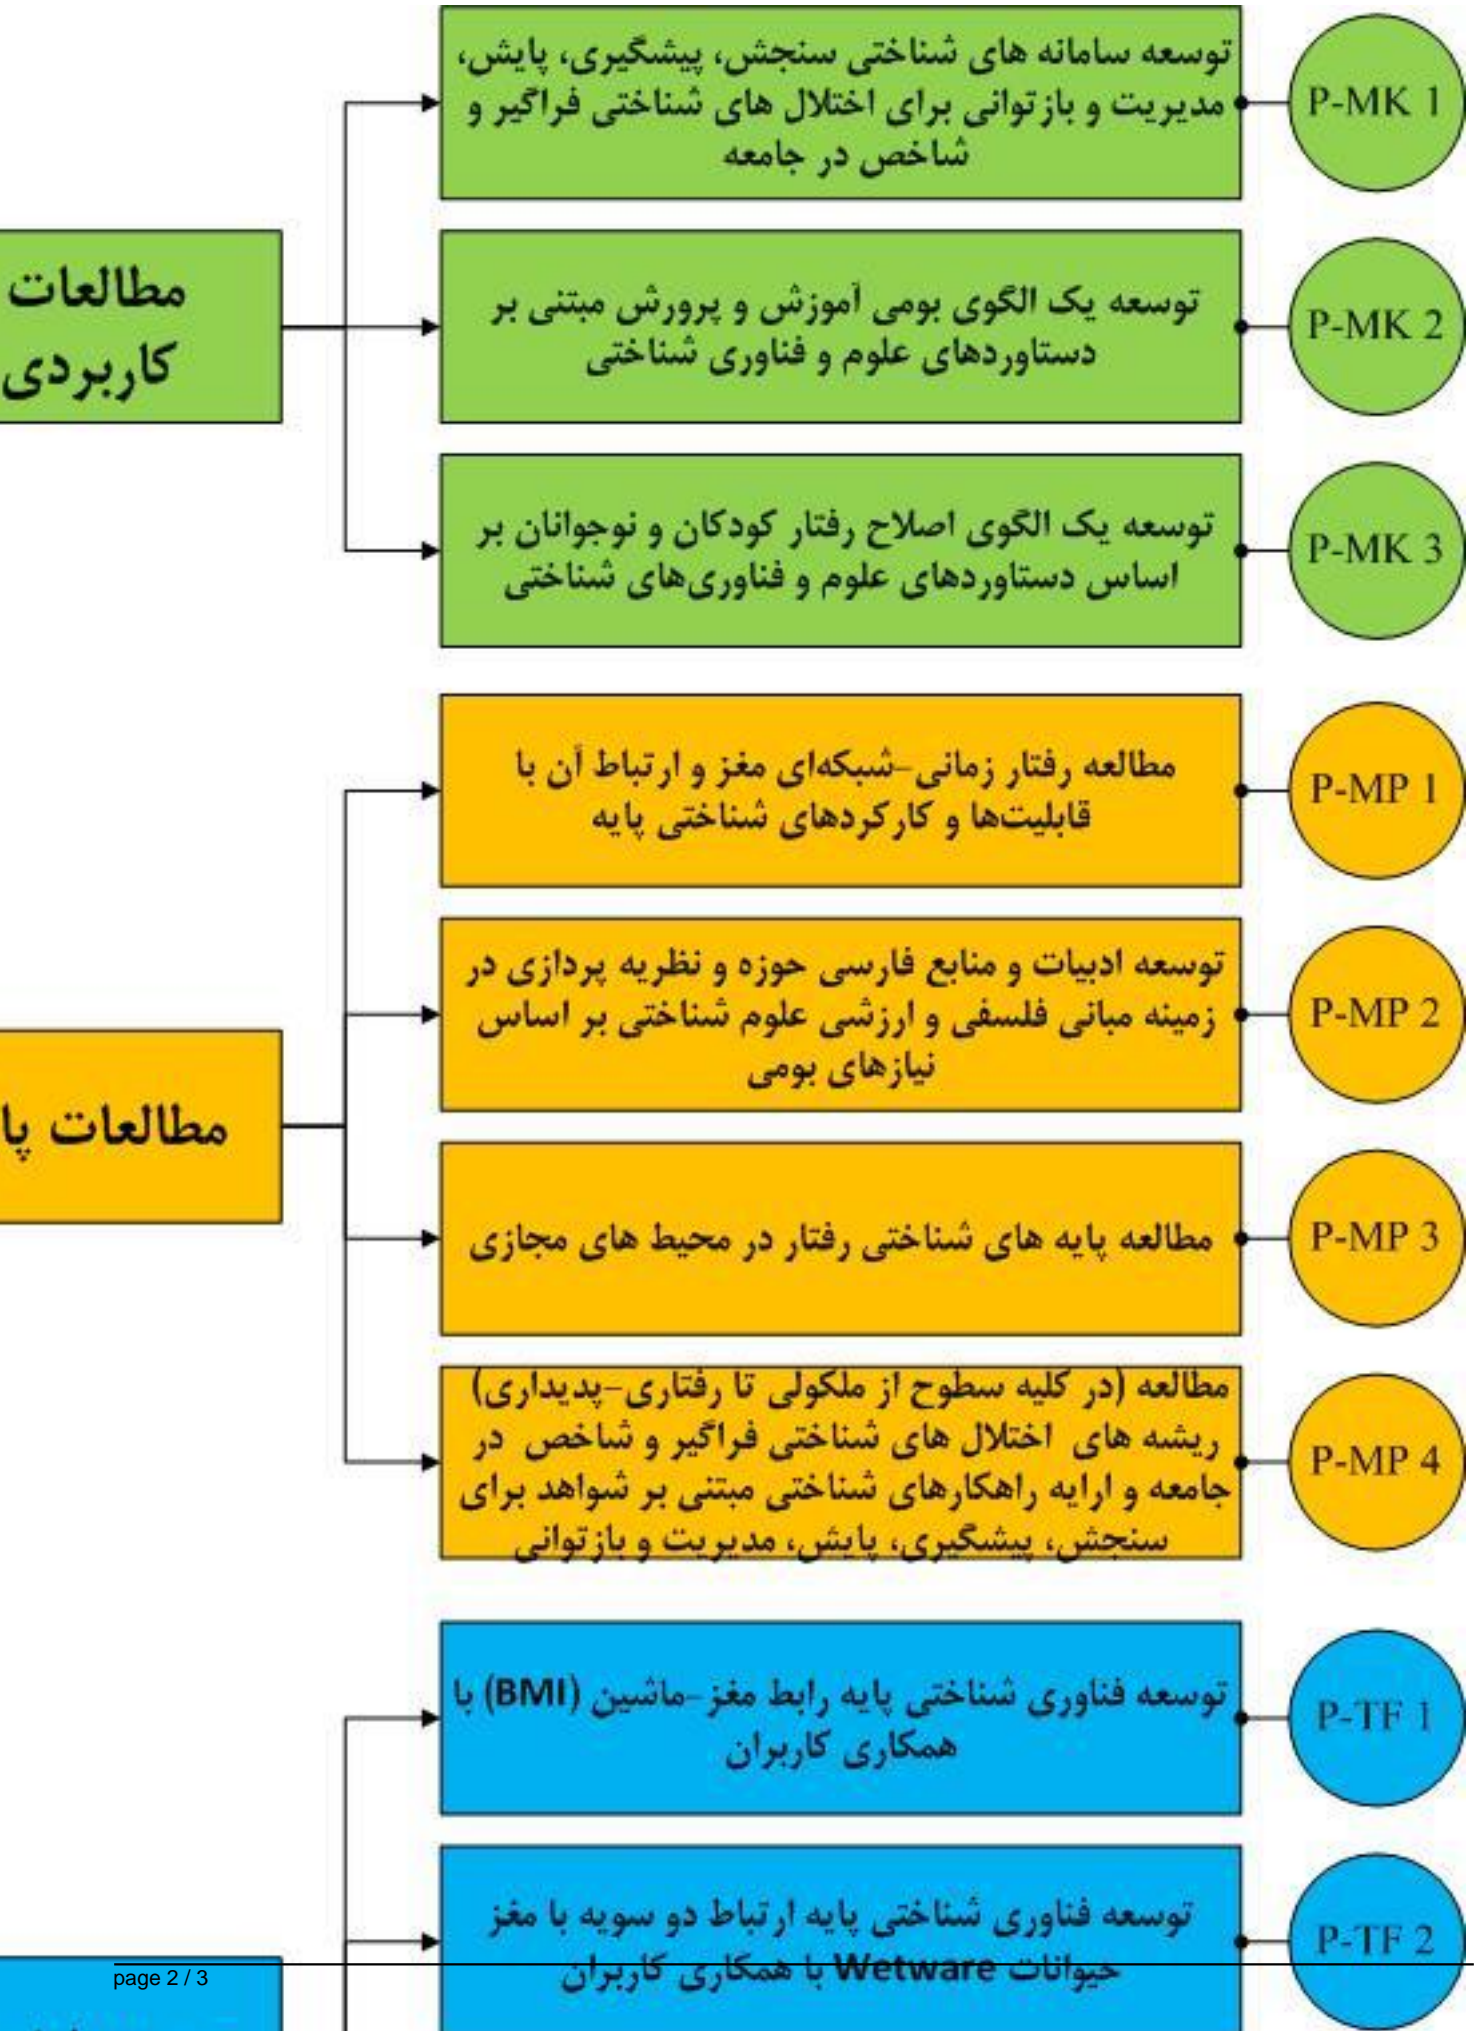 توسعه سامانه های شناختی سنجش، پیشگیری، پایش،
مدیریت و بازتوانی برای اختلال های شناختی فراگیر و
شاخص در جامعه
P-MK 1
مطالعات
کاربردی
توسعه یک الگوی بومی آموزش و پرورش مبتنی بر
دستاوردهای علوم و فناوری شناختی
P-MK 2
توسعه یک الگوی اصلاح رفتار کودکان و نوجوانان بر
اساس دستاوردهای علوم و فناوری‌های شناختی
P-MK 3
مطالعه رفتار زمانی-شبکه‌ای مغز و ارتباط آن با
قابلیت‌ها و کارکردهای شناختی پایه
P-MP 1
توسعه ادبیات و منابع فارسی حوزه و نظریه پردازی در
زمینه مبانی فلسفی و ارزشی علوم شناختی بر اساس
نیازهای بومی
P-MP 2
مطالعات پا
مطالعه پایه های شناختی رفتار در محیط های مجازی
P-MP 3
مطالعه (در کلیه سطوح از ملکولی تا رفتاری-پدیداری)
ریشه های اختلال های شناختی فراگیر و شاخص در
جامعه و ارایه راهکارهای شناختی مبتنی بر شواهد برای
سنجش، پیشگیری، پایش، مدیریت و بازتوانی
P-MP 4
توسعه فناوری شناختی پایه رابط مغز-ماشین (BMI) با
همکاری کاربران
P-TF 1
توسعه فناوری شناختی پایه ارتباط دو سویه با مغز
حیوانات Wetware با همکاری کاربران
P-TF 2
page 2 / 3